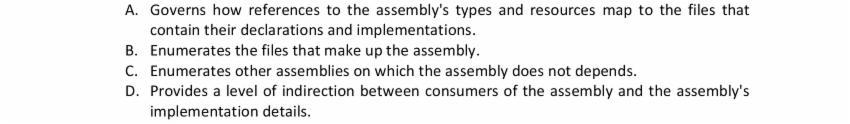 A. Governs how references to the assembly's types and resources map to the files that
contain their declarations and implementations.
B. Enumerates the files that make up the assembly.
C. Enumerates other assemblies on which the assembly does not depends.
D. Provides a level of indirection between consumers of the assembly and the assembly's
implementation details.